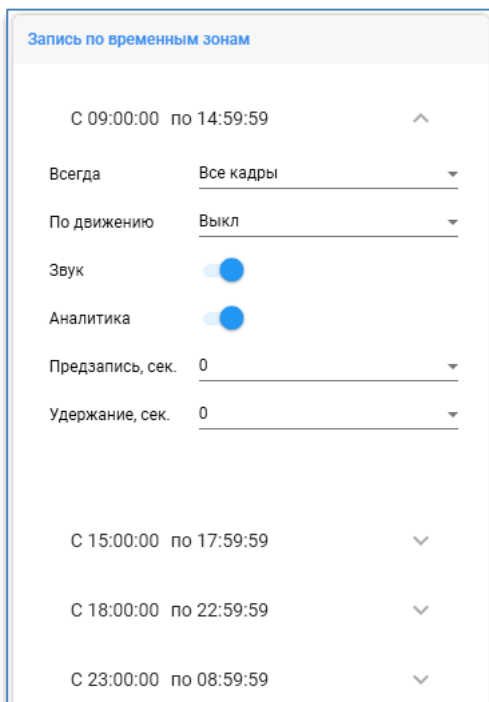 Запись по временным зонам
С 09:00:00 по 14:59:59
Всегда Все кадры
По движению Выкл
Звук
Аналитика
Предзапись, сек. 0
Удержание, сек. 0
С 15:00:00 по 17:59:59
С 18:00:00 по 22:59:59
С 23:00:00 по 08:59:59